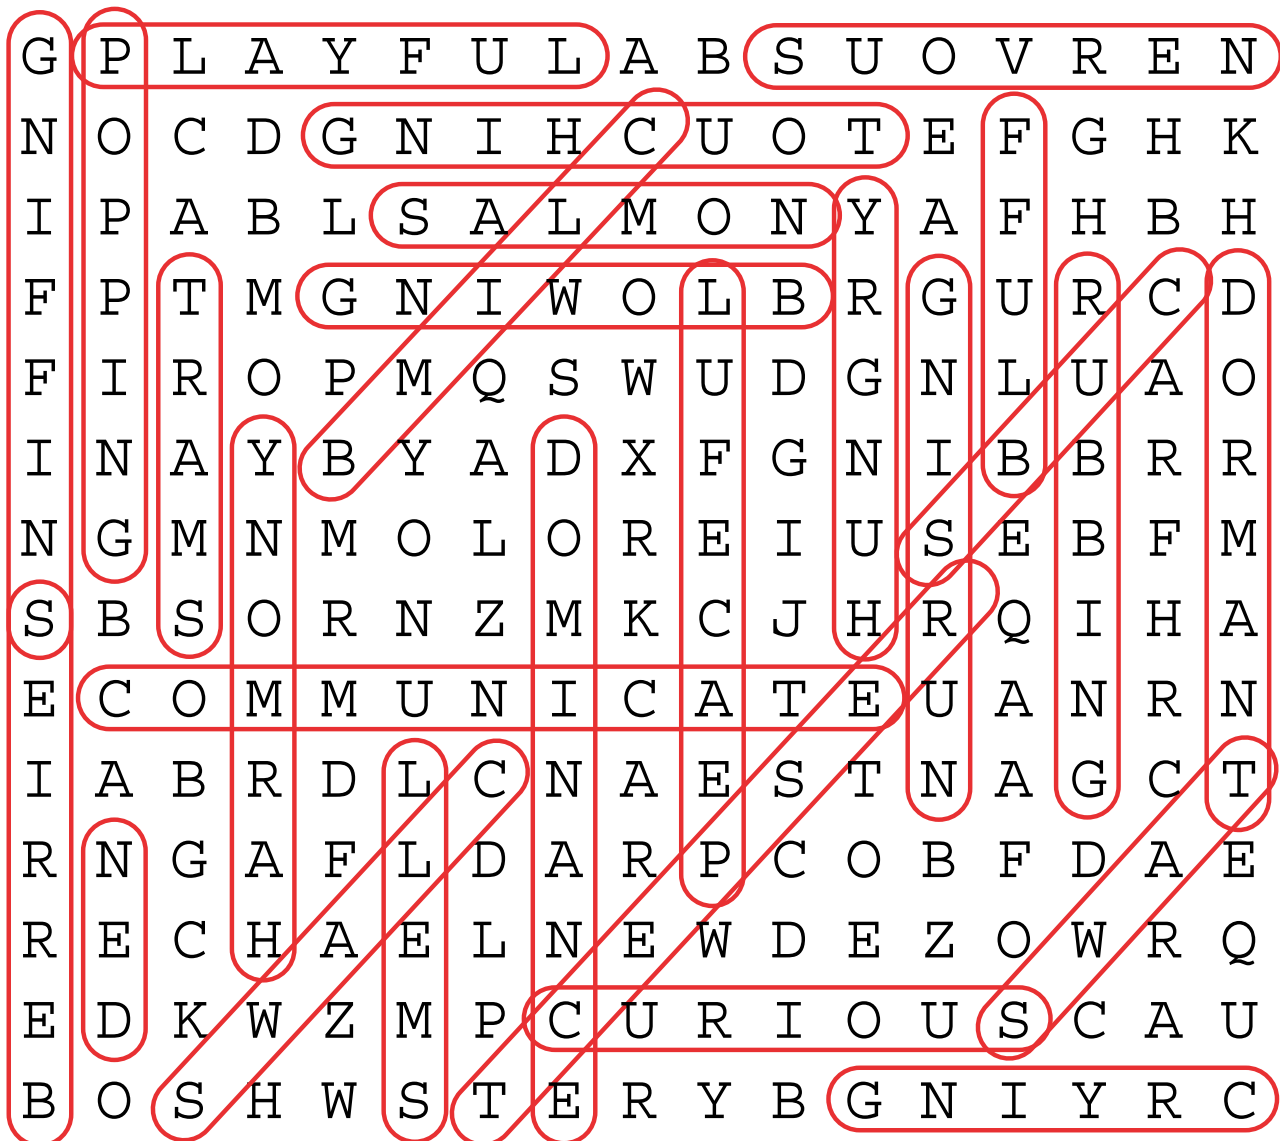 G P L A Y F U L A B S U O V R E N
N O C D G N I H C U O T E F G H K
I P A B L S A L M O N Y A F H B H
F P T M G N I W O L B R G U R C D
F I R O P M Q S W U D G N L U A O
I N A Y B Y A D X F G N I B B R R
N G M N M O L O R E I U S E B F M
S B S O R N Z M K C J H R Q I H A
E C O M M U N I C A T E U A N R N
I A B R D L C N A E S T N A G C T
R N G A F L D A R P C O B F D A E
R E C H A E L N E W D E Z O W R Q
E D K W Z M P C U R I O U S C A U
B O S H W S T E R Y B G N I Y R C